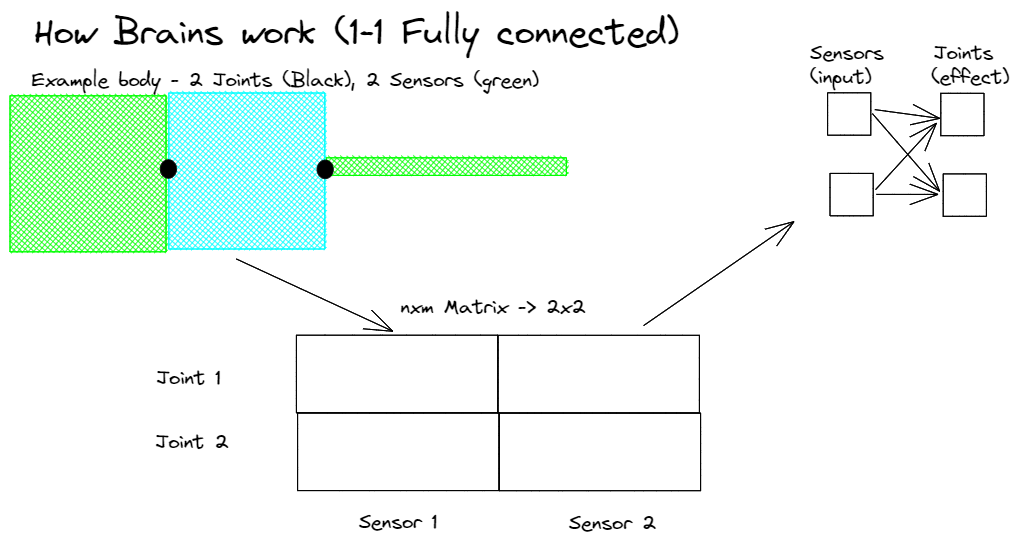 How Brains work (1-1 Fully connected)
Example body - 2 Joints (Black), 2 Sensors (green)
Sensors
(input)
Joints
(effect)
nxm Matrix -> 2x2
Joint 1
Joint 2
Sensor 1
Sensor 2